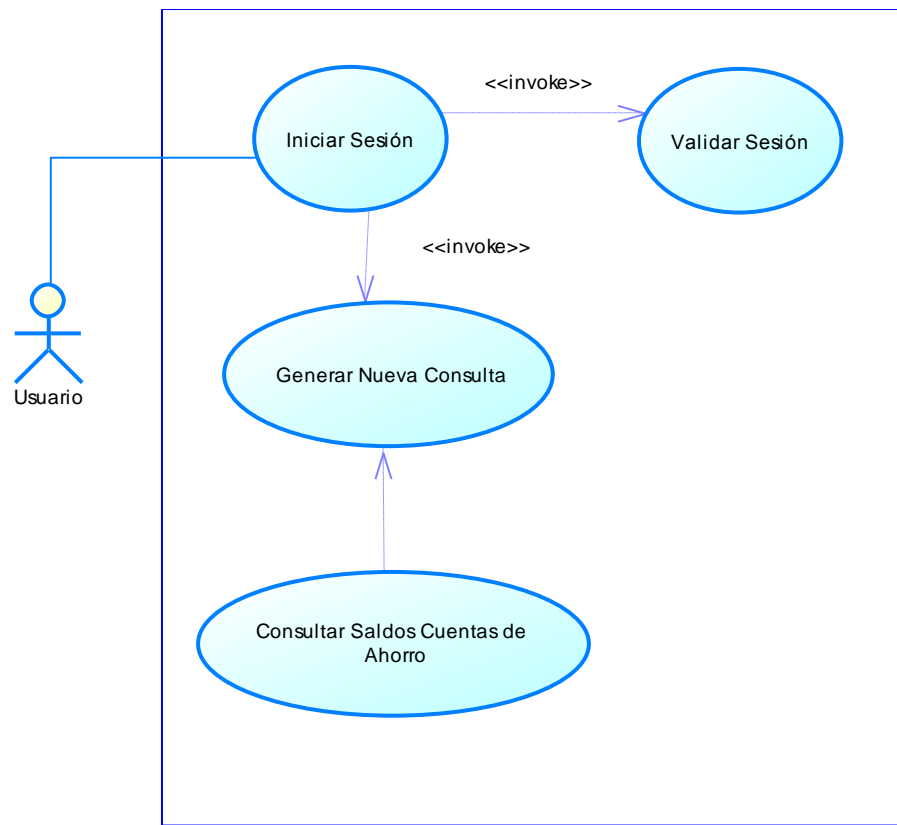 <<invoke>>
Iniciar Sesión
Validar Sesión
<<invoke>>
Generar Nueva Consulta
Usuario
Consultar Saldos Cuentas de
Ahorro